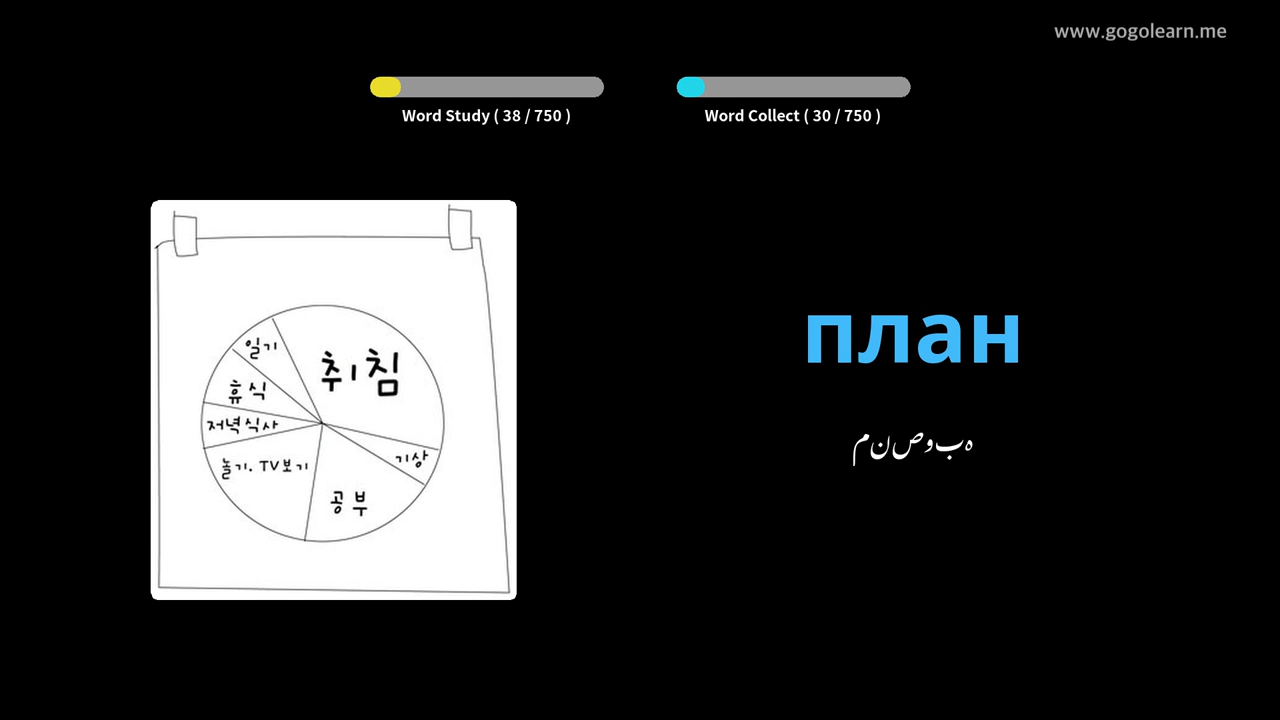 www.gogolearn.me
Word Study ( 38 / 750 )
Word Collect ( 30 / 750 )
일기
취침
휴식
저녁식사
놀기. TV보기
기상
공부
план
ہبوصنم